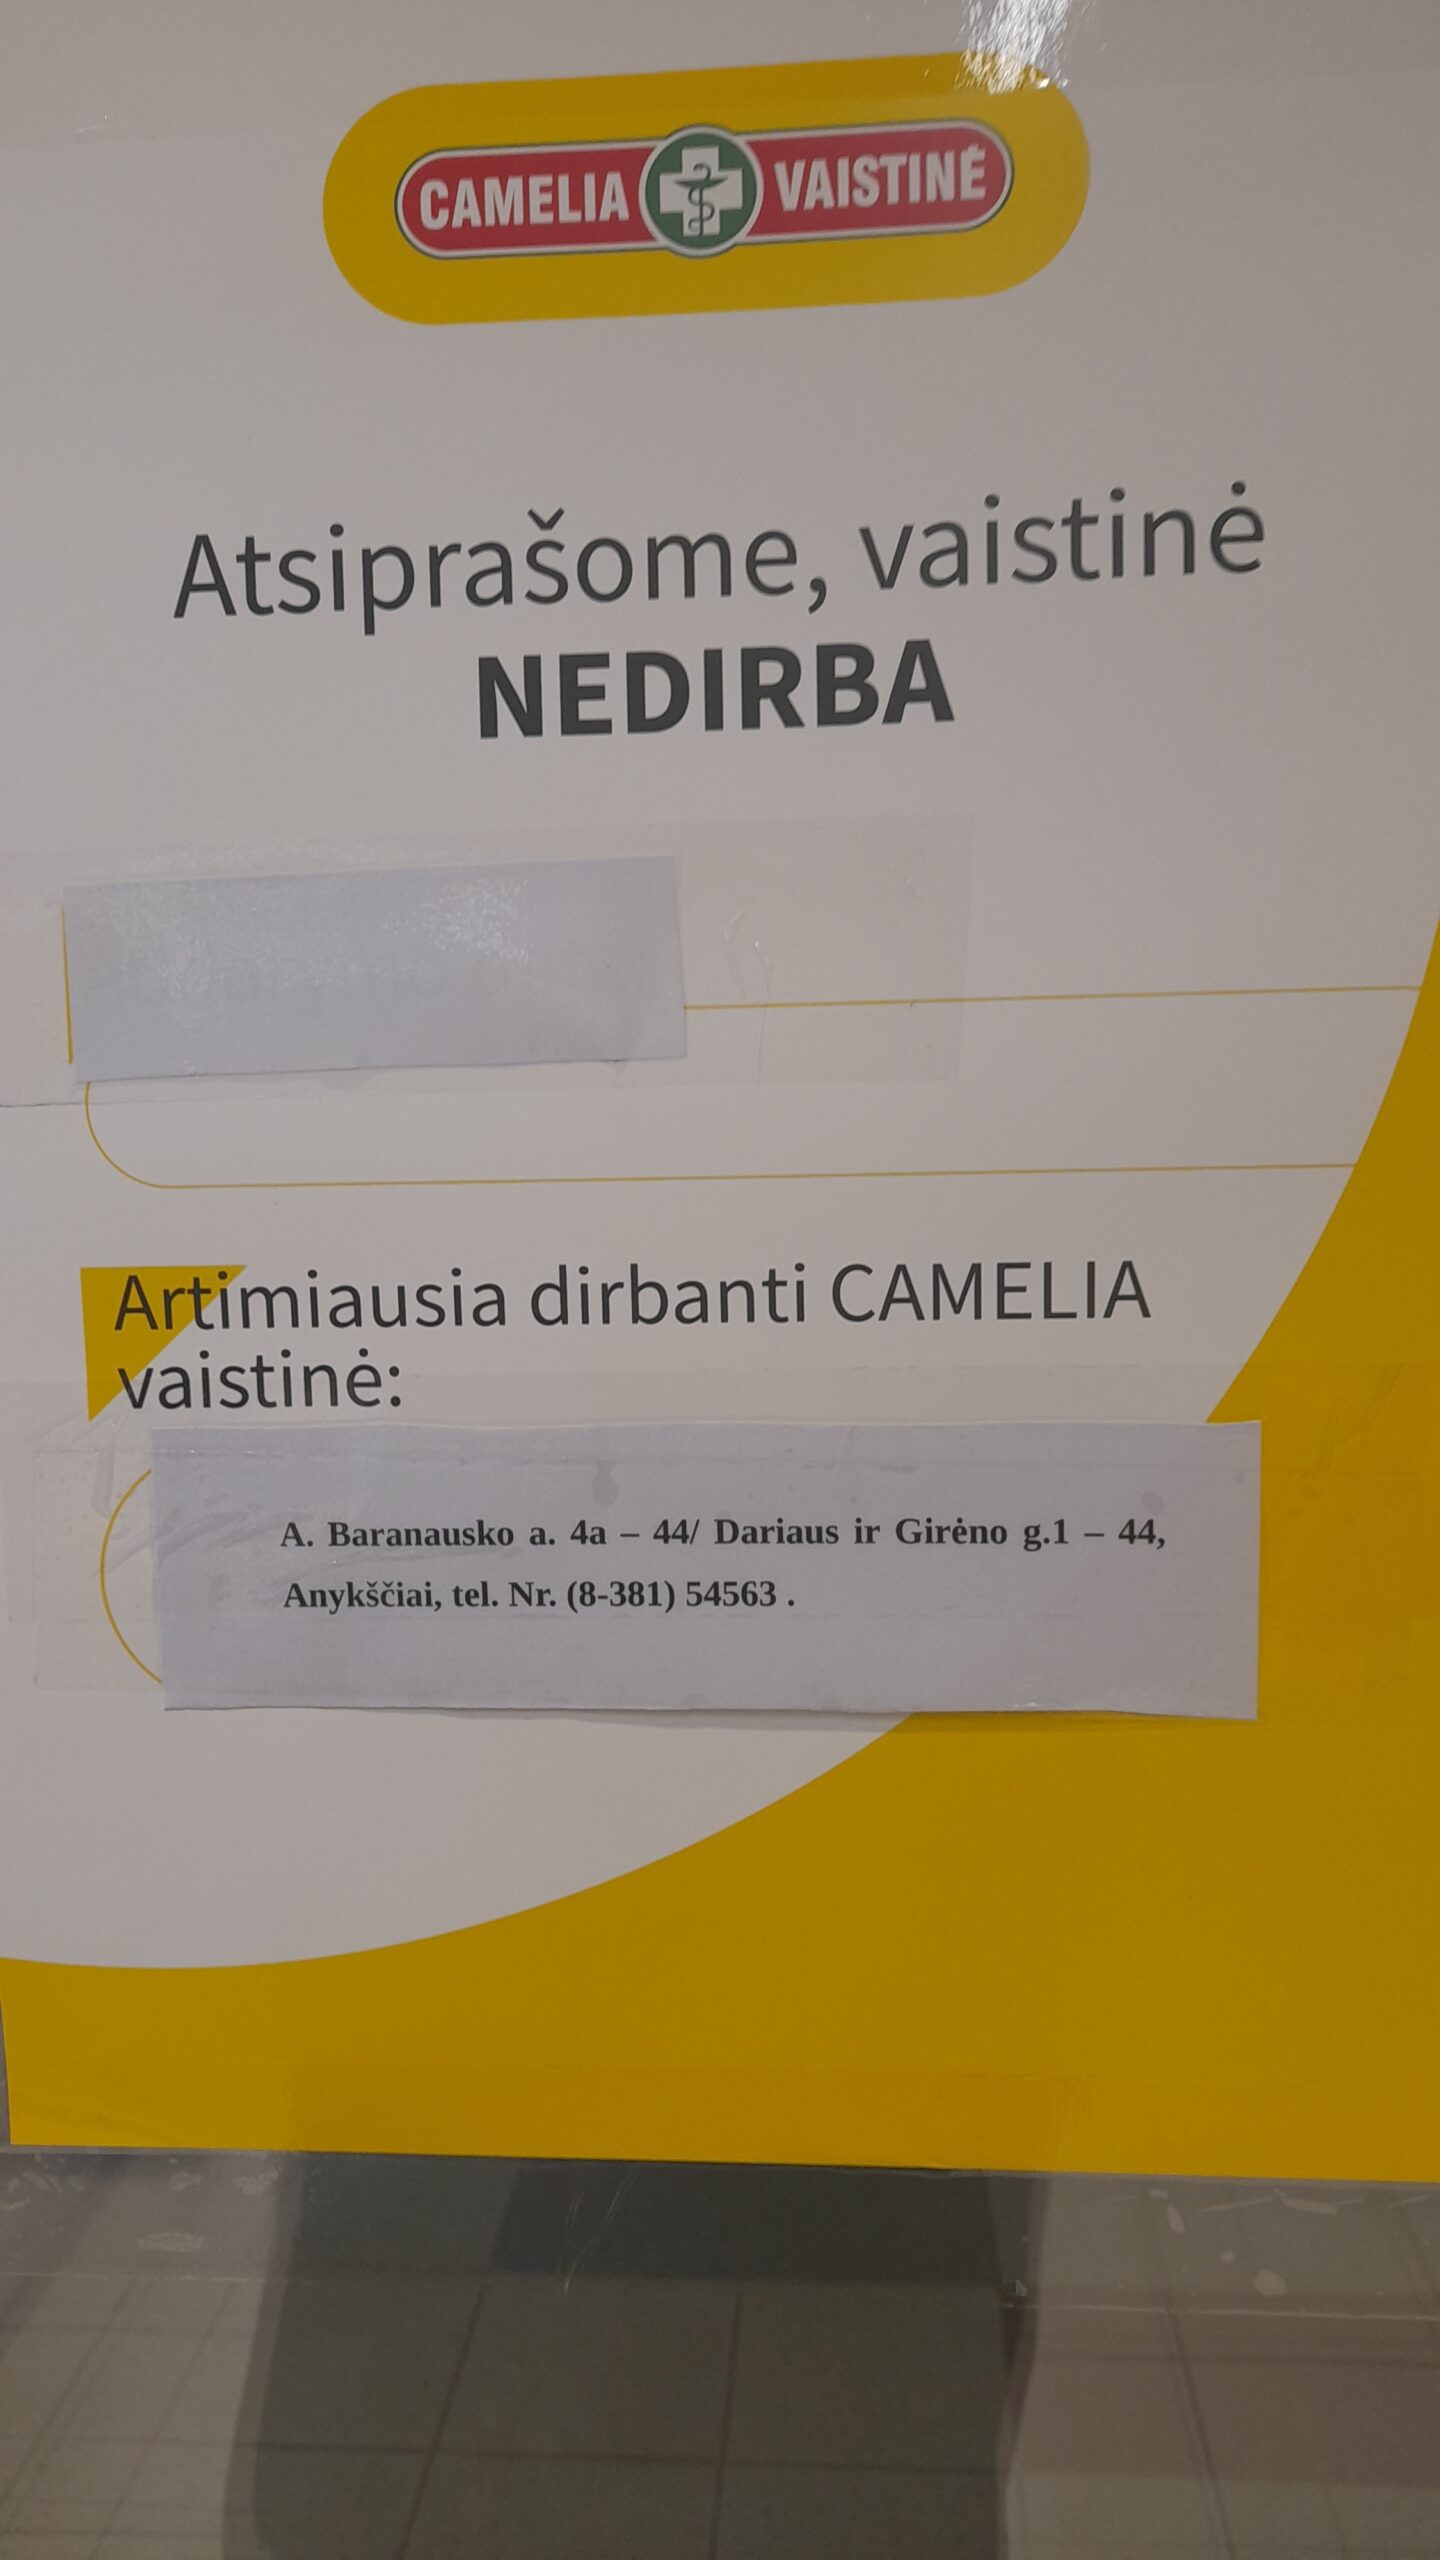 CAMELIA VAISTINĖ
Atsiprašome, vaistinė
NEDIRBA
Artimiausia dirbanti CAMELIA
vaistinė:
A. Baranausko a. 4a – 44/ Dariaus ir Girėno g.1 – 44,
Anykščiai, tel. Nr. (8-381) 54563 .